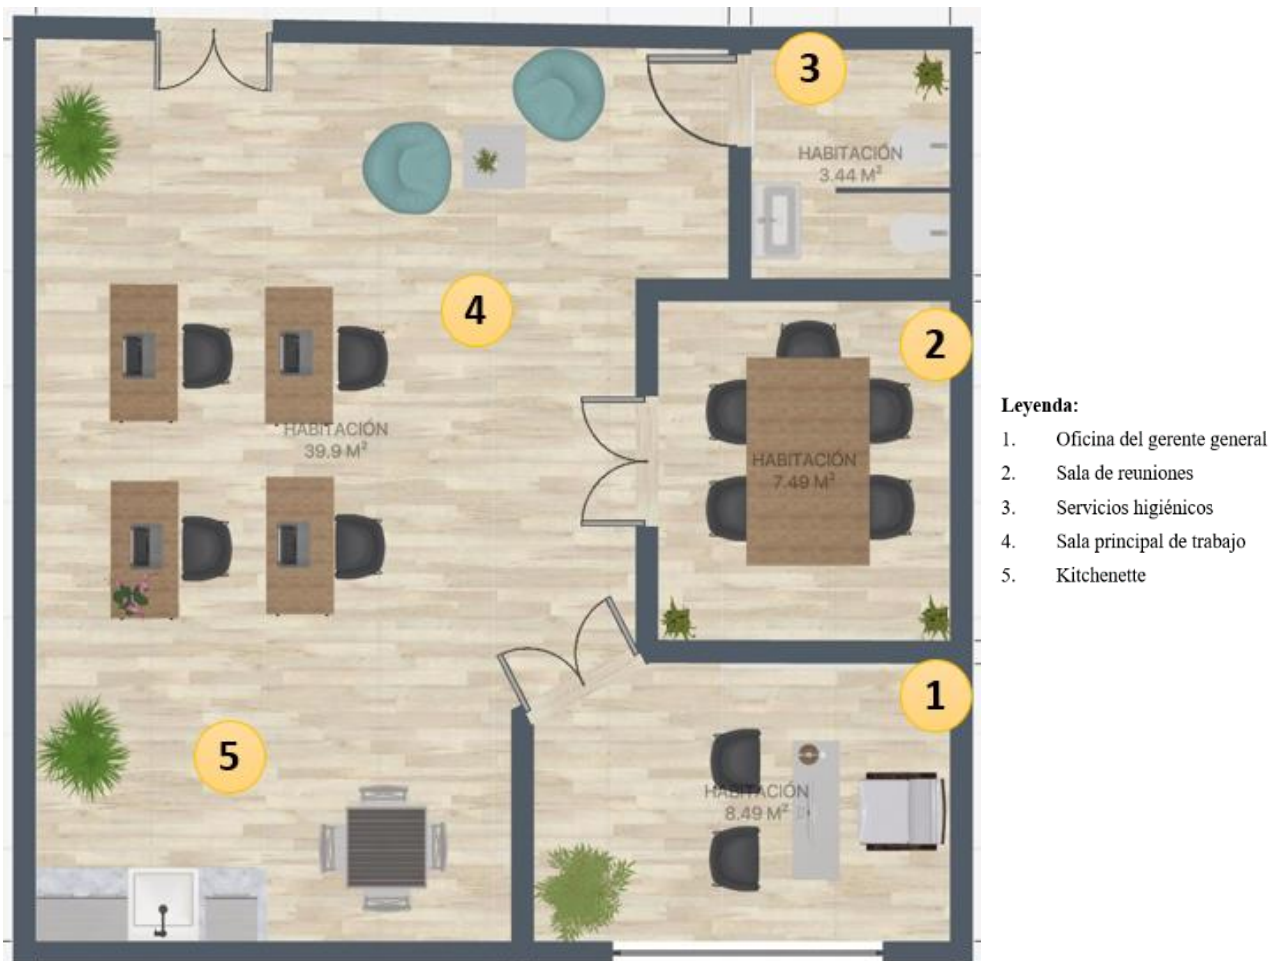 3
HABITACIÓN
3.44 M²
4
2
HABITACIÓN
39.9 M²
HABITACIÓN
7.49 M²
1
5
HABITACIÓN
8.49 M²
Leyenda:
1. Oficina del gerente general
2. Sala de reuniones
3. Servicios higiénicos
4. Sala principal de trabajo
5. Kitchenette